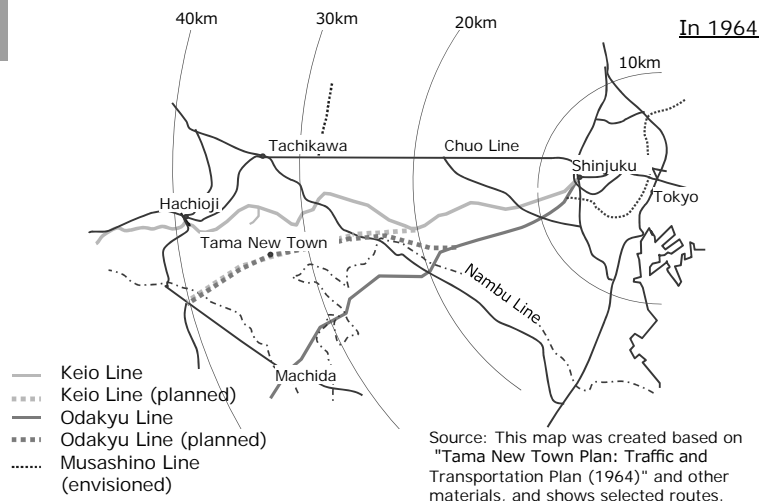 40km
30km
20km
In 1964
10km
Tachikawa
Chuo Line
Shinjuku
Hachioji
Tokyo
Tama New Town
Nambu Line
Machida
Keio Line
Keio Line (planned)
Odakyu Line
Odakyu Line (planned)
Musashino Line
(envisioned)
Source: This map was created based on
"Tama New Town Plan: Traffic and
Transportation Plan (1964)" and other
materials, and shows selected routes.